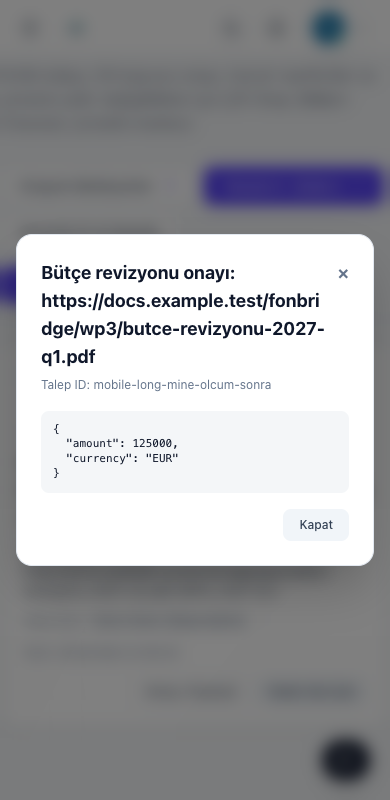 Bütçe revizyonu onayı:
https://docs.example.test/fonbri
dge/wp3/butce-revizyonu-2027-
q1.pdf
×
Talep ID: mobile-long-mine-olcum-sonra
{
  "amount": 125000,
  "currency": "EUR"
}
Kapat